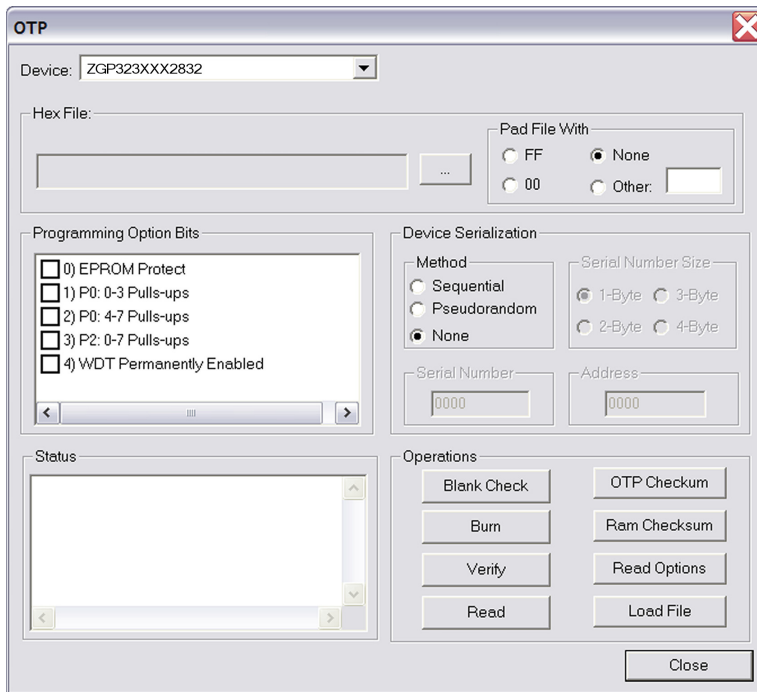 OTP
Device: ZGP323XXX2832
Hex File:
...
Pad File With
FF
None
00
Other:
Programming Option Bits
0) EPROM Protect
1) P0: 0-3 Pulls-ups
2) P0: 4-7 Pulls-ups
3) P2: 0-7 Pulls-ups
4) WDT Permanently Enabled
Device Serialization
Method
Sequential
Pseudorandom
None
Serial Number Size
1-Byte
3-Byte
2-Byte
4-Byte
Serial Number
0000
Address
0000
Status
Operations
Blank Check
OTP Checkum
Burn
Ram Checksum
Verify
Read Options
Read
Load File
Close